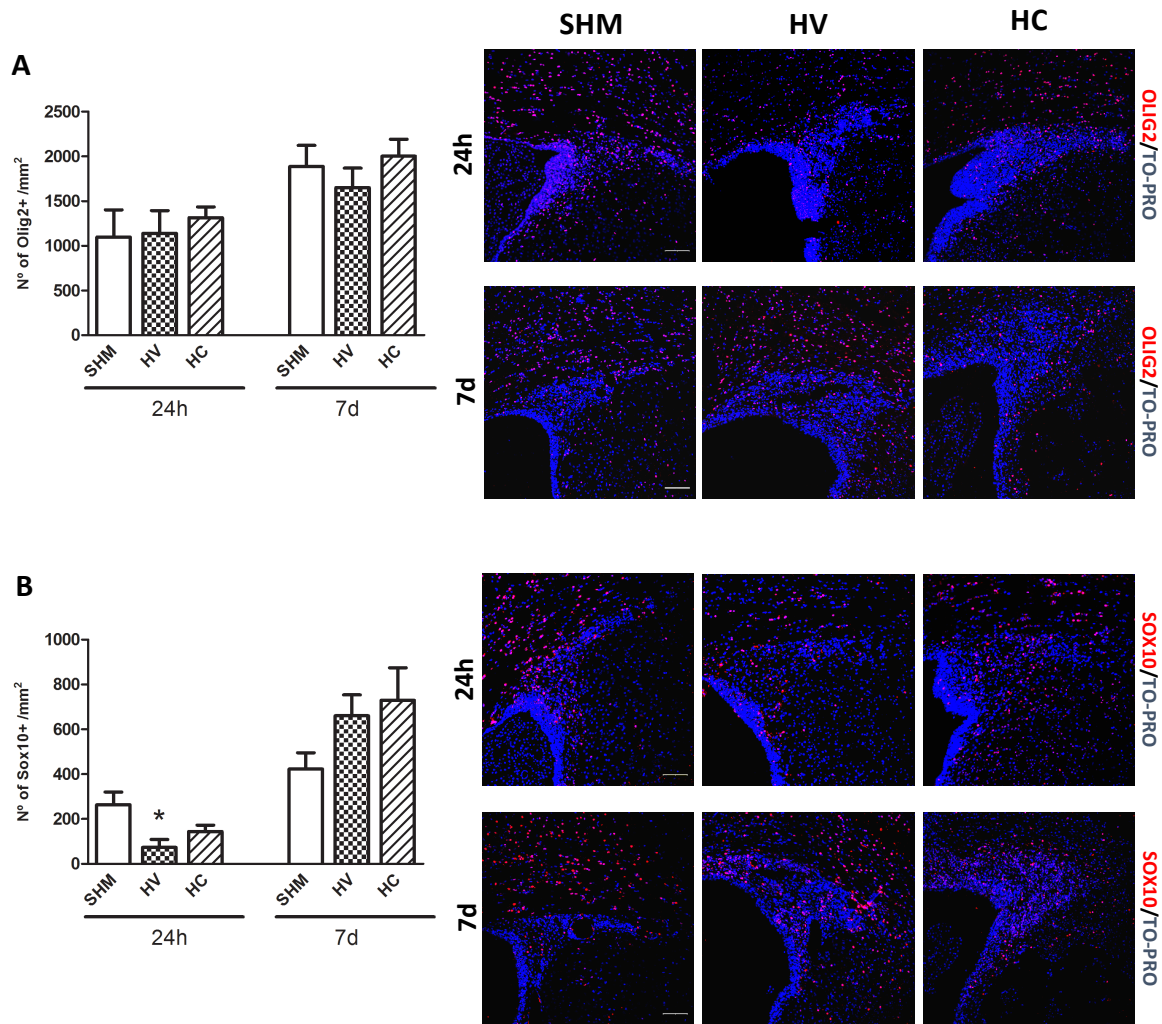 SHM HV HC
A
2500
2000
1500
1000
500
0
Nº of Olig2+ /mm²
SHM HV HC SHM HV HC
24h 7d
24h
OLIG2/TO-PRO
7d
OLIG2/TO-PRO
B
1000
800
600
400
200
0
Nº of Sox10+ /mm²
*
SHM HV HC SHM HV HC
24h 7d
24h
SOX10/TO-PRO
7d
SOX10/TO-PRO